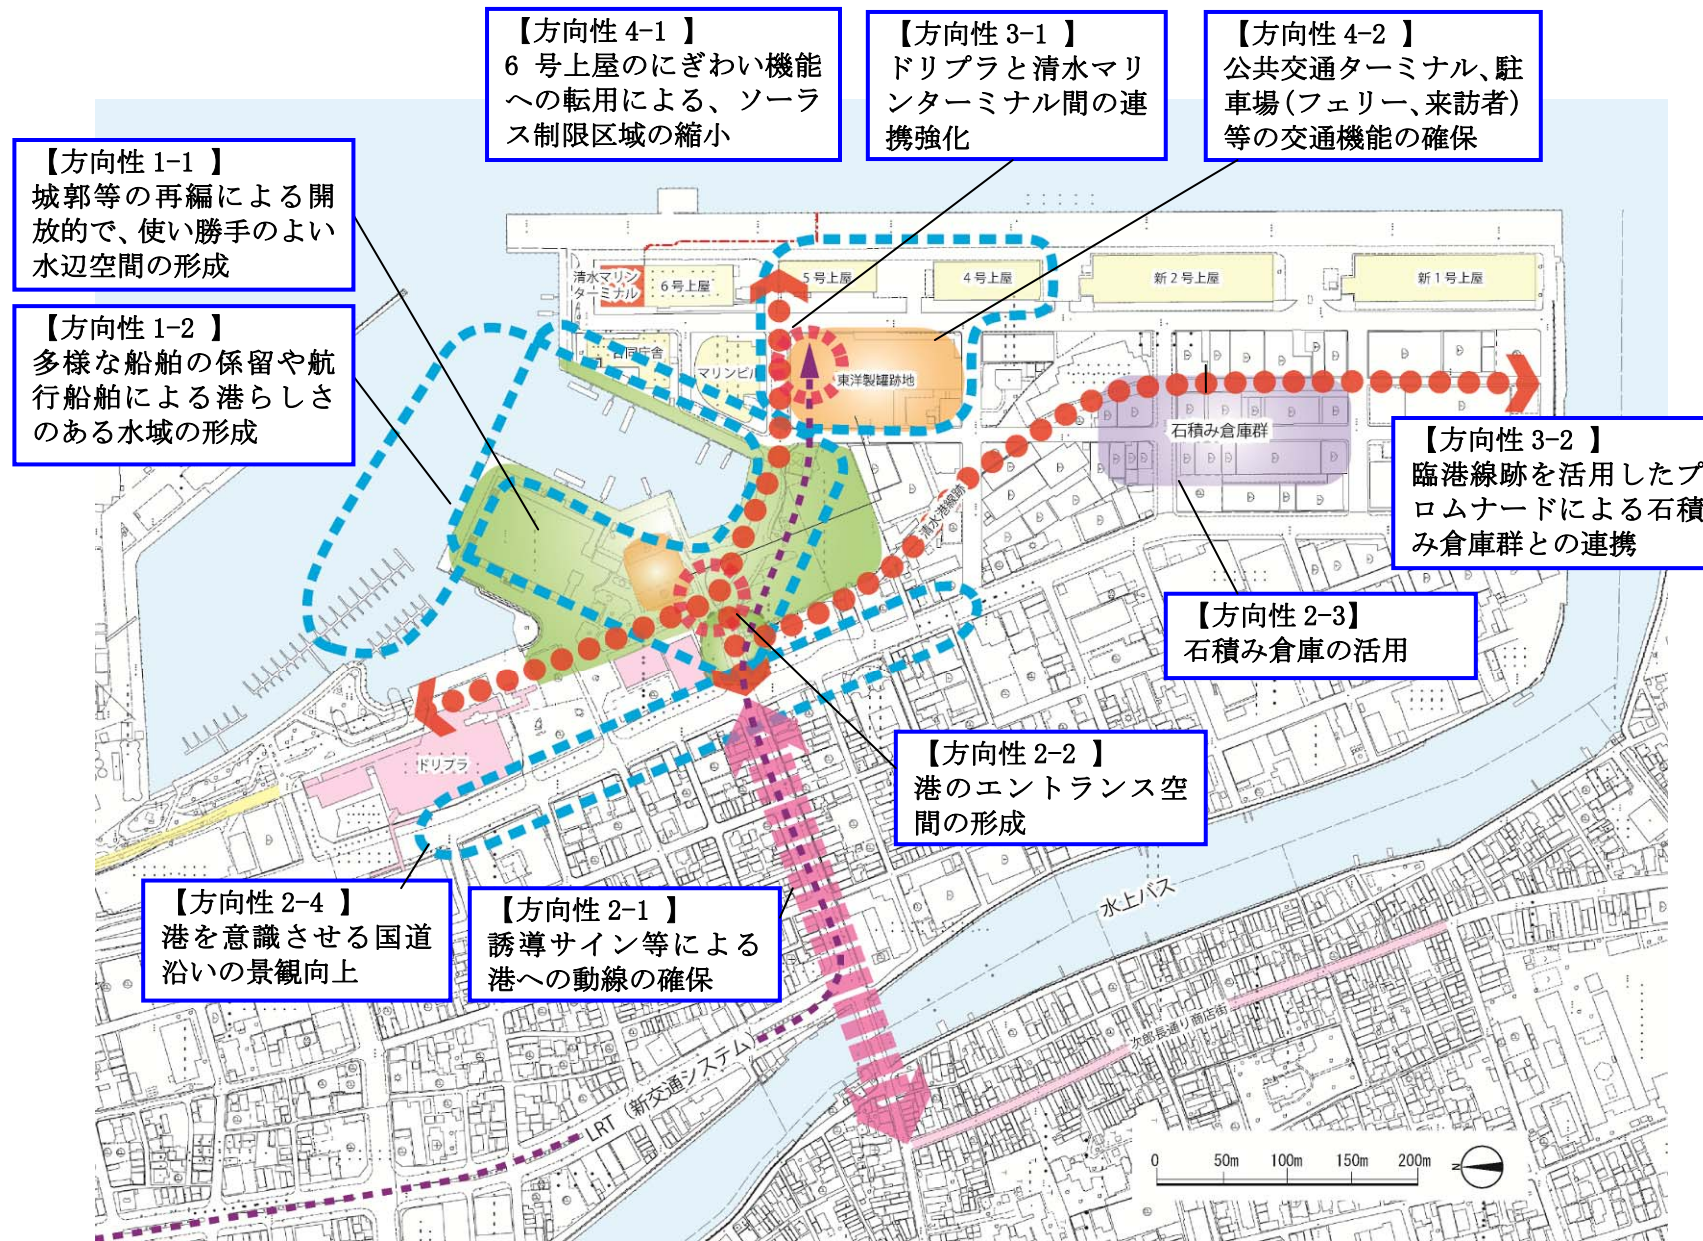 【方向性 4-1 】
6 号上屋のにぎわい機能
への転用による、ソーラ
ス制限区域の縮小
【方向性 3-1 】
ドリプラと清水マリ
ンターミナル間の連
携強化
【方向性 4-2 】
公共交通ターミナル、駐
車場(フェリー、来訪者)
等の交通機能の確保
【方向性 1-1 】
城郭等の再編による開
放的で、使い勝手のよい
水辺空間の形成
【方向性 1-2 】
多様な船舶の係留や航
行船舶による港らしさ
のある水域の形成
清水マリン
ターミナル
6号上屋
5号上屋
4号上屋
新2号上屋
新1号上屋
合同庁舎
マリンビル
東洋製罐跡地
石積み倉庫群
清水港線跡
【方向性 3-2 】
臨港線跡を活用したプ
ロムナードによる石積
み倉庫群との連携
【方向性 2-3】
石積み倉庫の活用
【方向性 2-2 】
港のエントランス空
間の形成
ドリプラ
【方向性 2-4 】
港を意識させる国道
沿いの景観向上
【方向性 2-1 】
誘導サイン等による
港への動線の確保
水上バス
次郎長通り商店街
LRT（新交通システム）
0 50m 100m 150m 200m
N